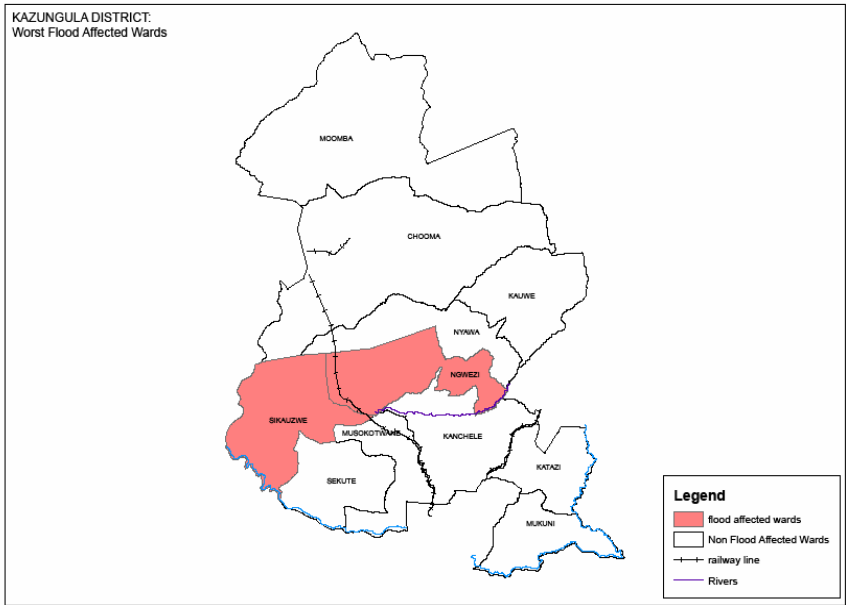 KAZUNGULA DISTRICT:
Worst Flood Affected Wards
MOOMBA
CHOOMA
KAUWE
NYAWA
NGWEZI
SIKAUZWE
MUSOKOTWANE
KANCHELE
KATAZI
SEKUTE
MUKUNI
Legend
flood affected wards
Non Flood Affected Wards
railway line
Rivers